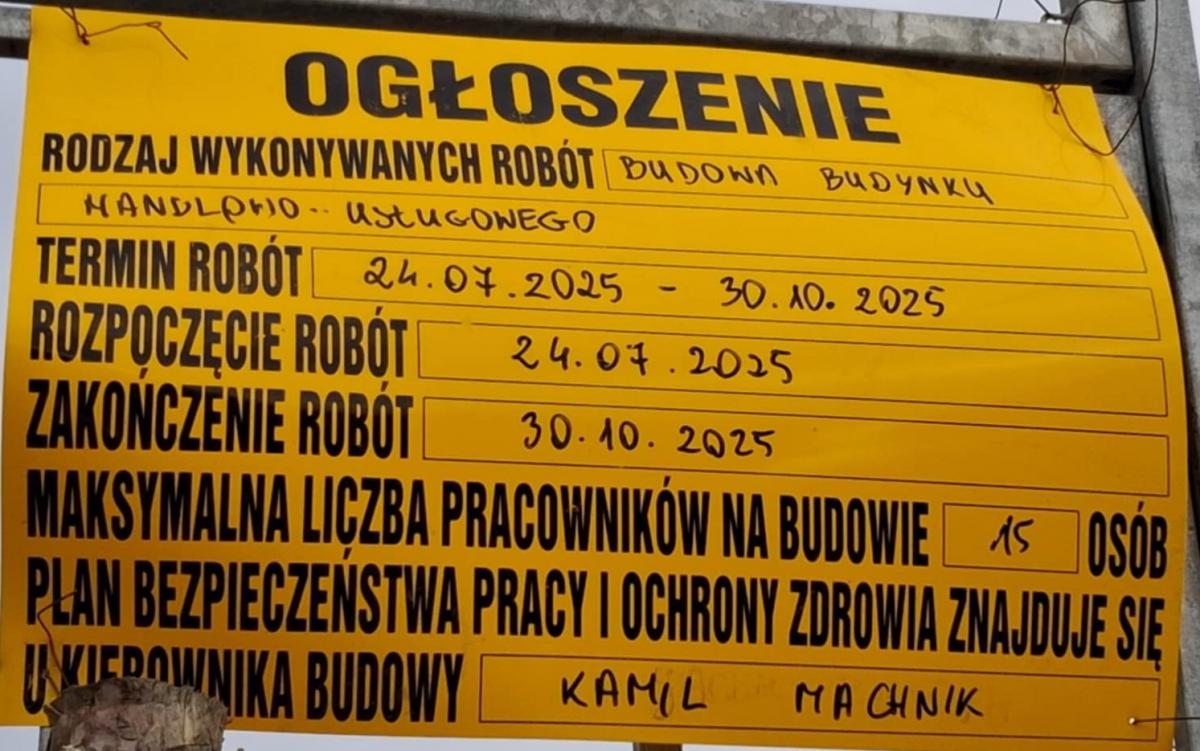 OGŁOSZENIE
RODZAJ WYKONYWANYCH ROBÓT BUDOWA BUDYNKU
HANDLOWO-USŁUGOWEGO
TERMIN ROBÓT 24.07.2025 - 30.10.2025
ROZPOCZĘCIE ROBÓT 24.07.2025
ZAKOŃCZENIE ROBÓT 30.10.2025
MAKSYMALNA LICZBA PRACOWNIKÓW NA BUDOWIE 15 OSÓB
PLAN BEZPIECZEŃSTWA PRACY I OCHRONY ZDROWIA ZNAJDUJE SIĘ
U KIEROWNIKA BUDOWY KAMIL MACHNIK